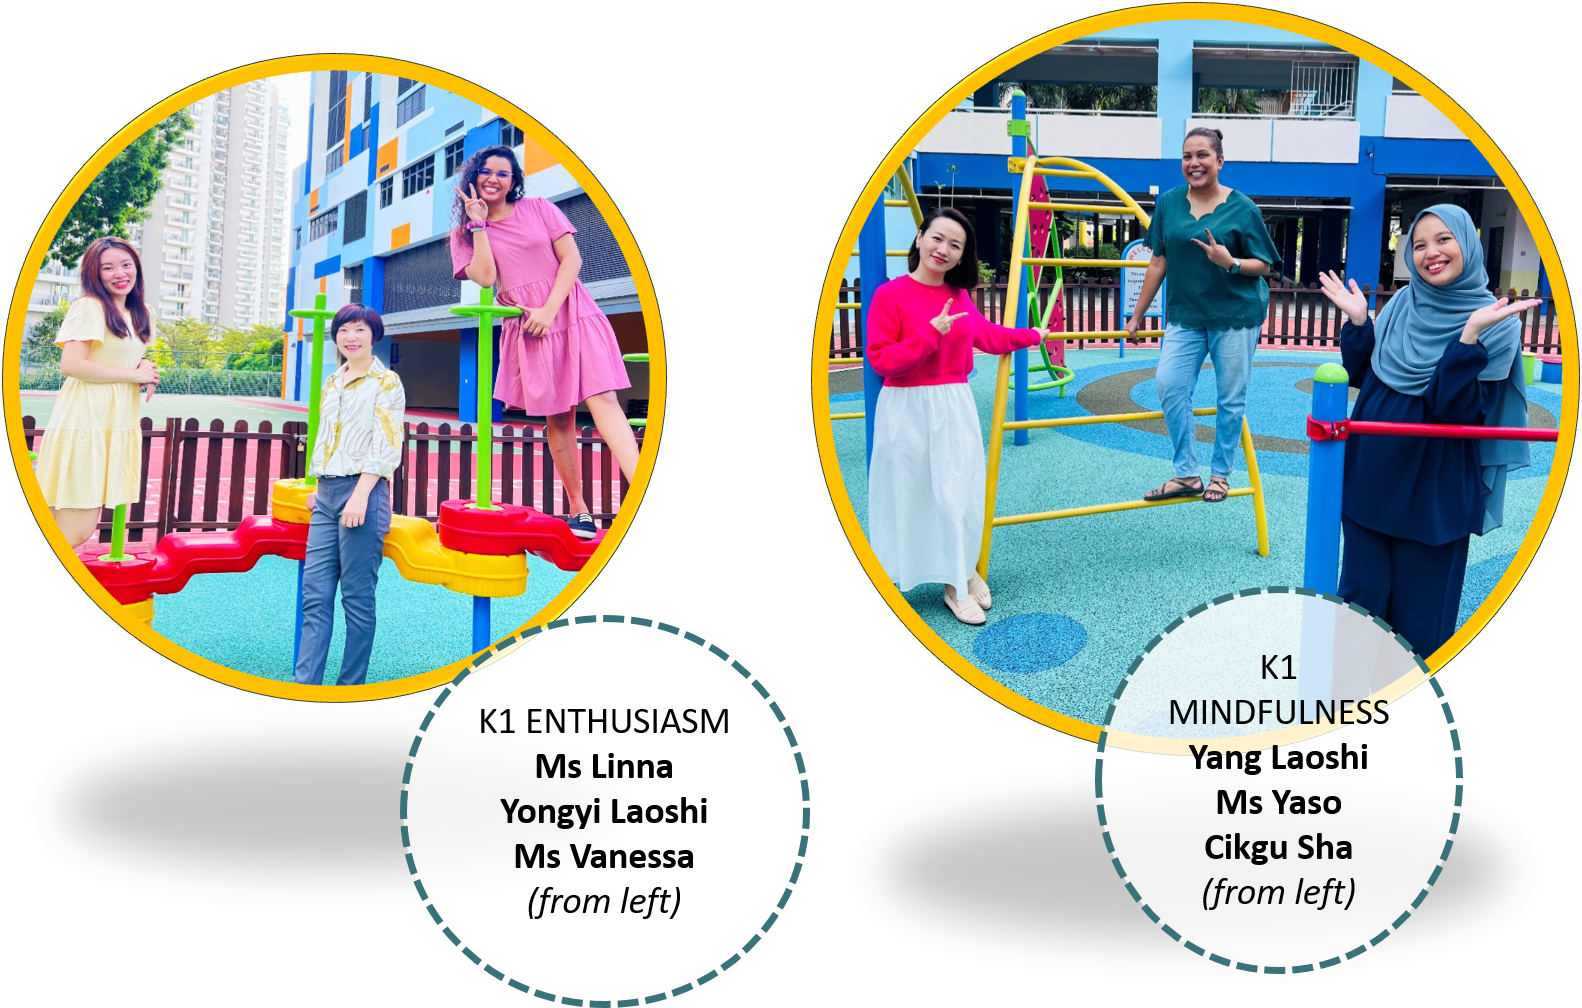 K1 ENTHUSIASM
Ms Linna
Yongyi Laoshi
Ms Vanessa
(from left)
K1
MINDFULNESS
Yang Laoshi
Ms Yaso
Cikgu Sha
(from left)